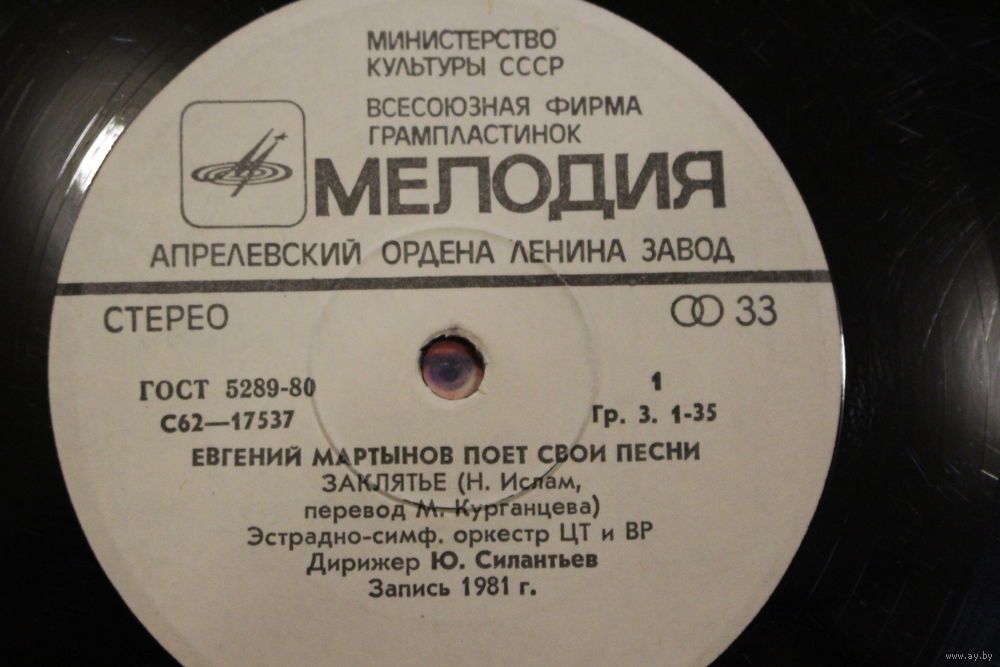 МИНИСТЕРСТВО
КУЛЬТУРЫ СССР
ВСЕСОЮЗНАЯ ФИРМА
ГРАМПЛАСТИНОК
МЕЛОДИЯ
АПРЕЛЕВСКИЙ ОРДЕНА ЛЕНИНА ЗАВОД
СТЕРЕО
33
ГОСТ 5289-80
С62—17537
1
Гр. 3. 1-35
ЕВГЕНИЙ МАРТЫНОВ ПОЕТ СВОИ ПЕСНИ
ЗАКЛЯТЬЕ (Н. Ислам,
перевод М. Курганцева)
Эстрадно-симф. оркестр ЦТ и ВР
Дирижер Ю. Силантьев
Запись 1981 г.
www.ay.by